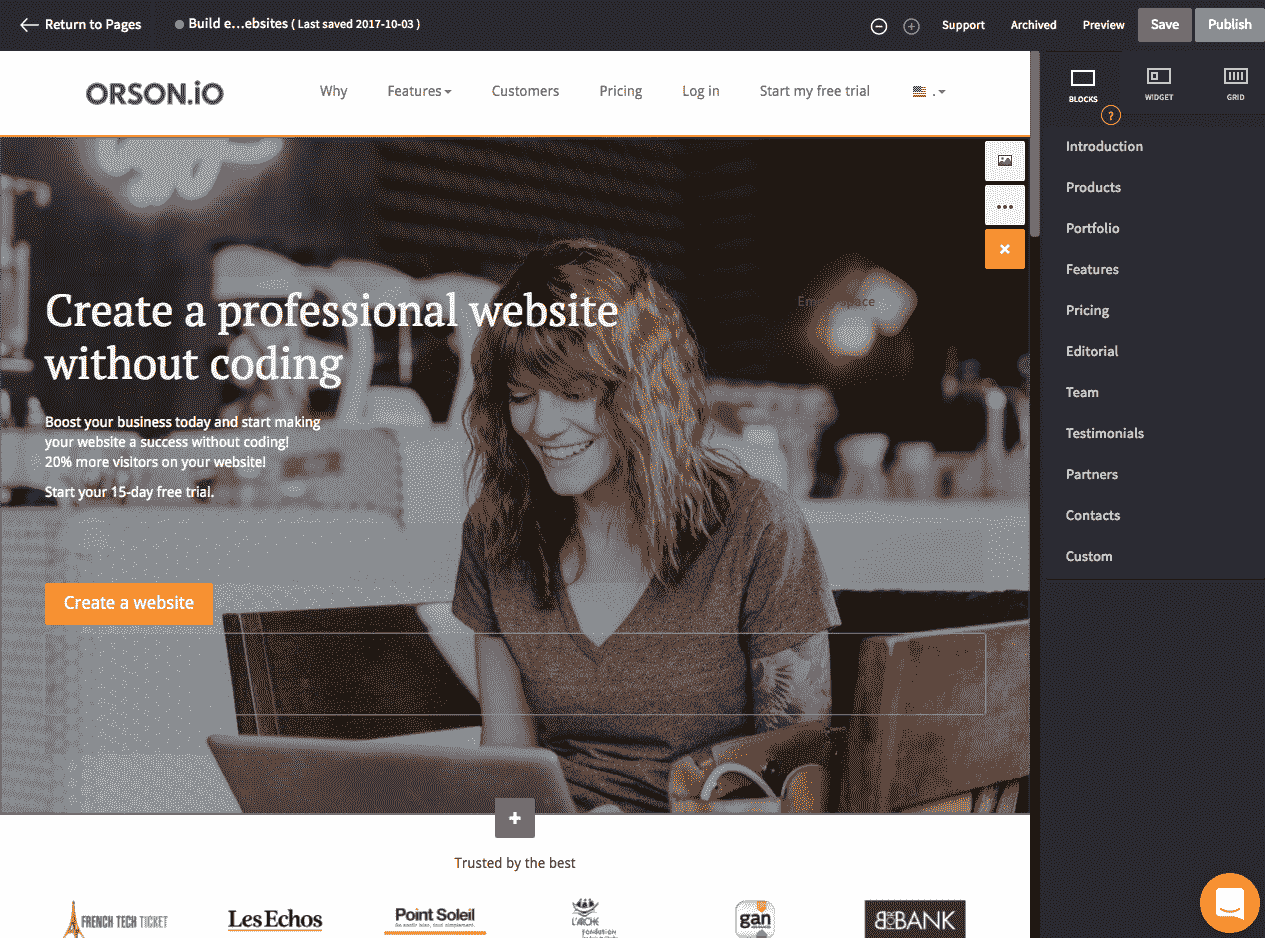 Return to Pages
Build e...ebsites ( Last saved 2017-10-03 )
Support
Archived
Preview
Save
Publish
ORSON.iO
Why
Features
Customers
Pricing
Log in
Start my free trial
.
BLOCKS
WIDGET
GRID
?
Introduction
Products
Portfolio
Features
Pricing
Editorial
Team
Testimonials
Partners
Contacts
Custom
Create a professional website
without coding
Boost your business today and start making
your website a success without coding!
20% more visitors on your website!
Start your 15-day free trial.
Create a website
Trusted by the best
FRENCH TECH TICKET
Les Echos
Point Soleil
L'ARCHE
Fondation
gan
BANK